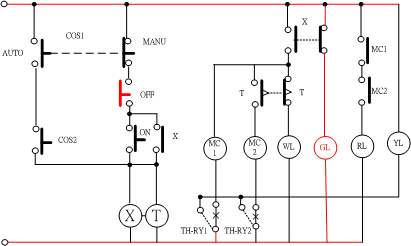 COS1
X
AUTO
MANU
MC1
OFF
MC2
T
T
ON
X
COS2
MC
1
MC
2
WL
GL
RL
YL
X
T
TH-RY1
TH-RY2